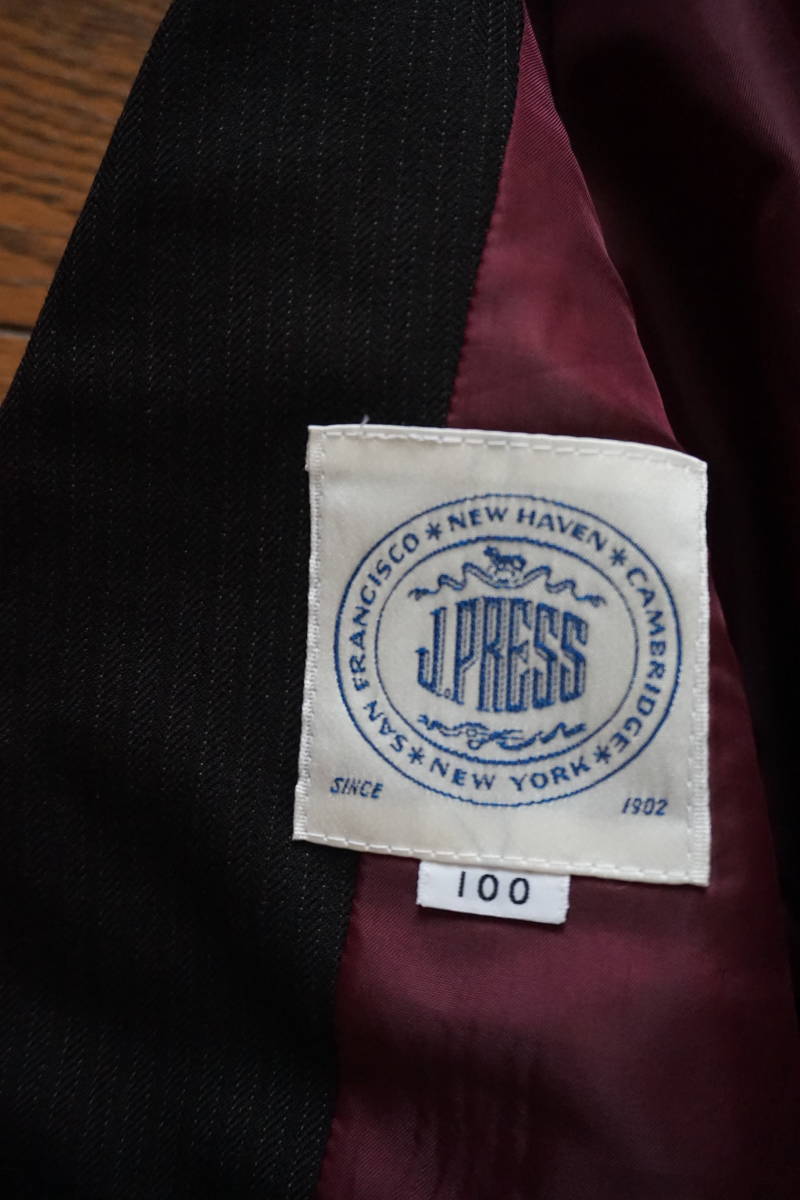 SAN FRANCISCO * NEW HAVEN * CAMBRIDGE * NEW YORK *
J.PRESS
SINCE 1902
100